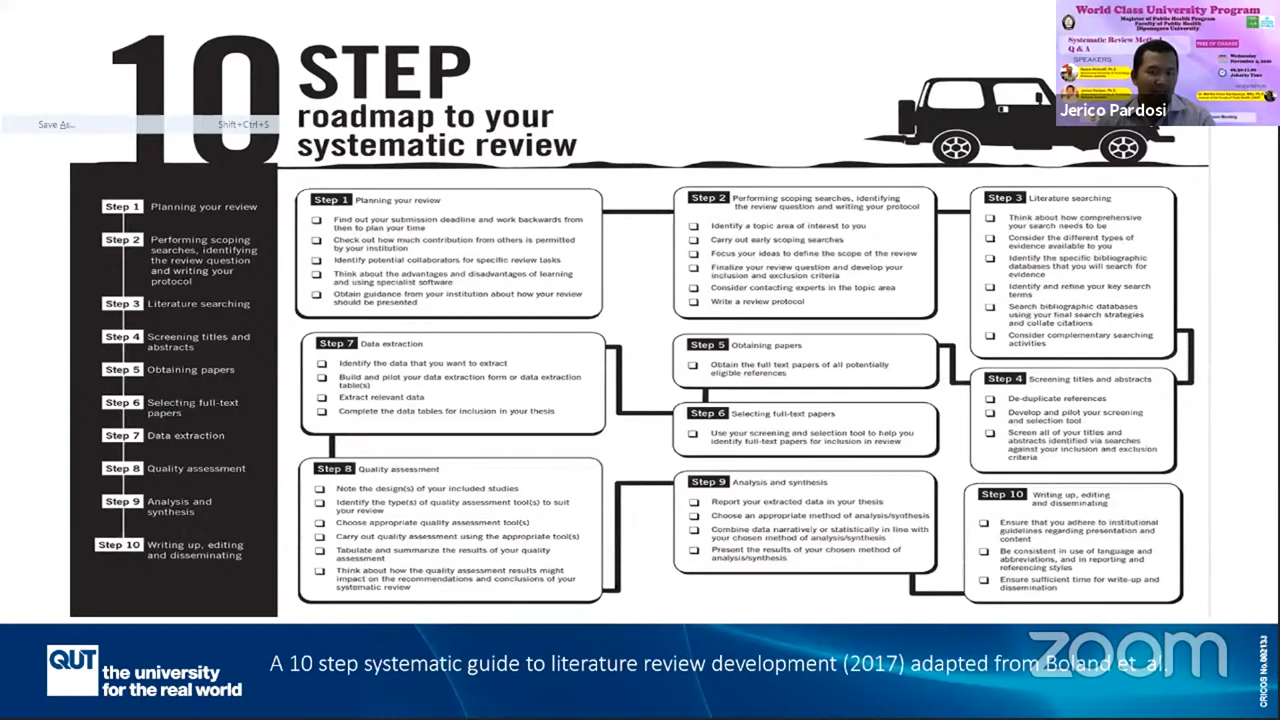 10
STEP
roadmap to your
systematic review
Save As...
Shift+Ctrl+S
World Class University Program
Magister of Public Health Program
Faculty of Public Health
Diponegoro University
Systematic Review
Q & A
FREE OF CHARGE
SPEAKERS
Wednesday
November 4, 2020
Jakarta Time
Jerico Pardosi
Step 1 Planning your review
Step 2 Performing scoping
searches, identifying
the review question
and writing your
protocol
Step 3 Literature searching
Step 4 Screening titles and
abstracts
Step 5 Obtaining papers
Step 6 Selecting full-text
papers
Step 7 Data extraction
Step 8 Quality assessment
Step 9 Analysis and
synthesis
Step 10 Writing up, editing
and disseminating
Step 1 Planning your review
Find out your submission deadline and work backwards from
then to plan your time
Check out how much contribution from others is permitted
by your institution
Identify potential collaborators for specific review tasks
Think about the advantages and disadvantages of learning
and using specialist software
Obtain guidance from your institution about how your review
should be presented
Step 2 Performing scoping searches, identifying
the review question and writing your protocol
Identify a topic area of interest to you
Carry out early scoping searches
Focus your ideas to define the scope of the review
Finalize your review question and develop your
inclusion and exclusion criteria
Consider contacting experts in the topic area
Write a review protocol
Step 3 Literature searching
Think about how comprehensive
your search needs to be
Consider the different types of
evidence available to you
Identify the specific bibliographic
databases that you will search for
evidence
Identify and refine your key search
terms
Search bibliographic databases
using your final search strategies
and collate citations
Consider complementary searching
activities
Step 4 Screening titles and abstracts
De-duplicate references
Develop and pilot your screening
and selection tool
Screen all of your titles and
abstracts identified via searches
against your inclusion and exclusion
criteria
Step 5 Obtaining papers
Obtain the full text papers of all potentially
eligible references
Step 6 Selecting full-text papers
Use your screening and selection tool to help you
identify full-text papers for inclusion in review
Step 7 Data extraction
Identify the data that you want to extract
Build and pilot your data extraction form or data extraction
table(s)
Extract relevant data
Complete the data tables for inclusion in your thesis
Step 8 Quality assessment
Note the design(s) of your included studies
Identify the type(s) of quality assessment tool(s) to suit
your review
Choose appropriate quality assessment tool(s)
Carry out quality assessment using the appropriate tool(s)
Tabulate and summarize the results of your quality
assessment
Think about how the quality assessment results might
impact on the recommendations and conclusions of your
systematic review
Step 9 Analysis and synthesis
Report your extracted data in your thesis
Choose an appropriate method of analysis/synthesis
Combine data narratively or statistically in line with
your chosen method of analysis/synthesis
Present the results of your chosen method of
analysis/synthesis
Step 10 Writing up, editing
and disseminating
Ensure that you adhere to institutional
guidelines regarding presentation and
content
Be consistent in use of language and
abbreviations, and in reporting and
referencing styles
Ensure sufficient time for write-up and
dissemination
QUT
the university
for the real world
A 10 step systematic guide to literature review development (2017) adapted from Boland et. al.
zoom
CRICOS No.00213J